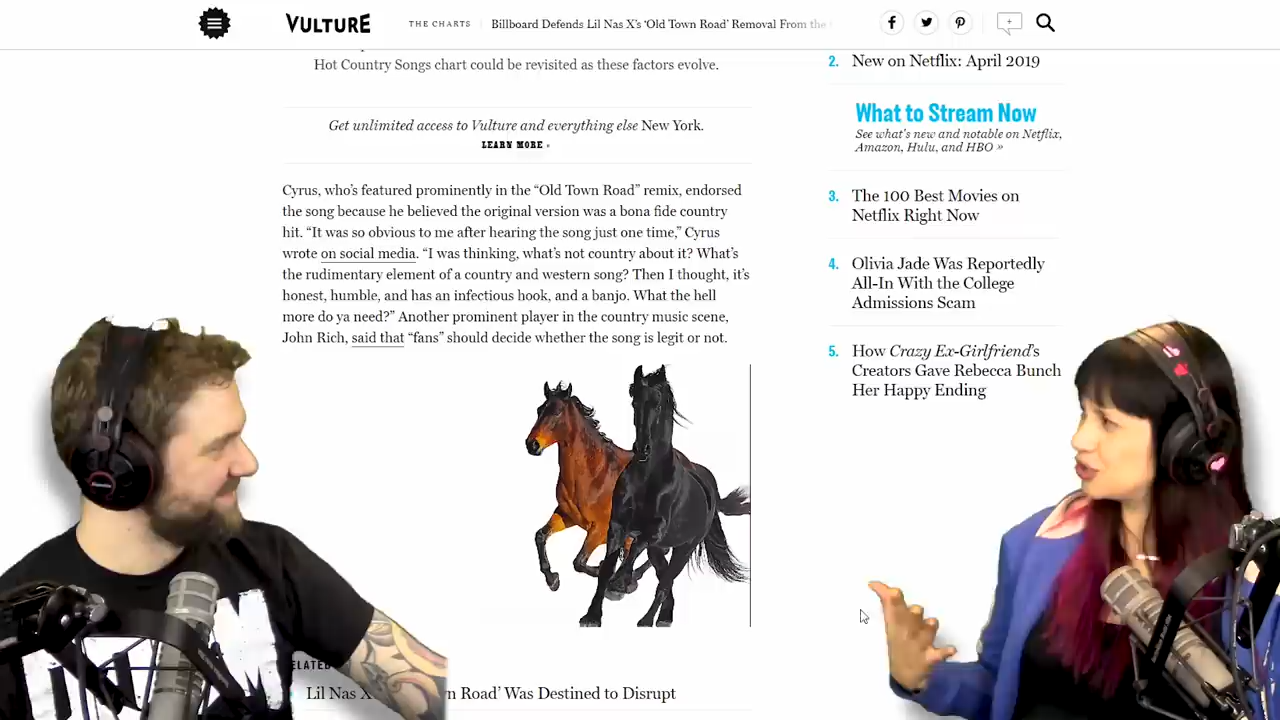 VULTURE
THE CHARTS
Billboard Defends Lil Nas X's ‘Old Town Road’ Removal From the
Hot Country Songs chart could be revisited as these factors evolve.
Get unlimited access to Vulture and everything else New York.
LEARN MORE »
Cyrus, who’s featured prominently in the “Old Town Road” remix, endorsed
the song because he believed the original version was a bona fide country
hit. “It was so obvious to me after hearing the song just one time,” Cyrus
wrote on social media. “I was thinking, what’s not country about it? What’s
the rudimentary element of a country and western song? Then I thought, it’s
honest, humble, and has an infectious hook, and a banjo. What the hell
more do ya need?” Another prominent player in the country music scene,
John Rich, said that “fans” should decide whether the song is legit or not.
Lil Nas X n Road’ Was Destined to Disrupt
2. New on Netflix: April 2019
What to Stream Now
See what's new and notable on Netflix,
Amazon, Hulu, and HBO »
3. The 100 Best Movies on
Netflix Right Now
4. Olivia Jade Was Reportedly
All-In With the College
Admissions Scam
5. How Crazy Ex-Girlfriend’s
Creators Gave Rebecca Bunch
Her Happy Ending